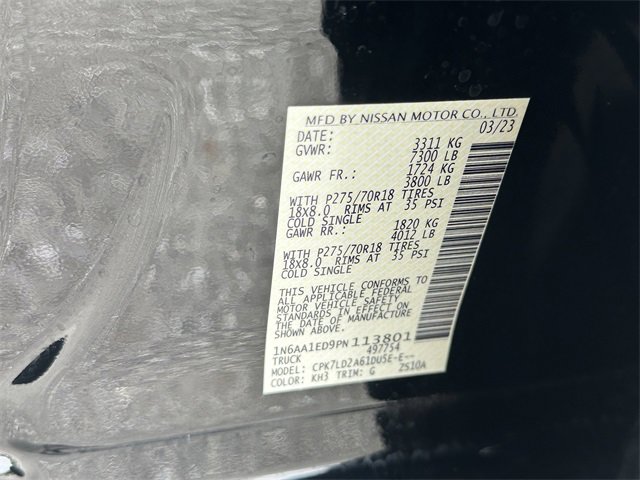 MFD BY NISSAN MOTOR CO., LTD.
DATE: 03/23
GVWR: 3311 KG
7300 LB
GAWR FR.: 1724 KG
3800 LB
WITH P275/70R18 TIRES
18X8.0 RIMS AT 35 PSI
COLD SINGLE
GAWR RR.: 1820 KG
4012 LB
WITH P275/70R18 TIRES
18X8.0 RIMS AT 35 PSI
COLD SINGLE
THIS VEHICLE CONFORMS TO
ALL APPLICABLE FEDERAL
MOTOR VEHICLE SAFETY
STANDARDS IN EFFECT ON
THE DATE OF MANUFACTURE
SHOWN ABOVE.
1N6AA1ED9PN113801
TRUCK 497754
MODEL: CPK7LD2A61DU5E-E--
COLOR: KH3 TRIM: G 2S10A